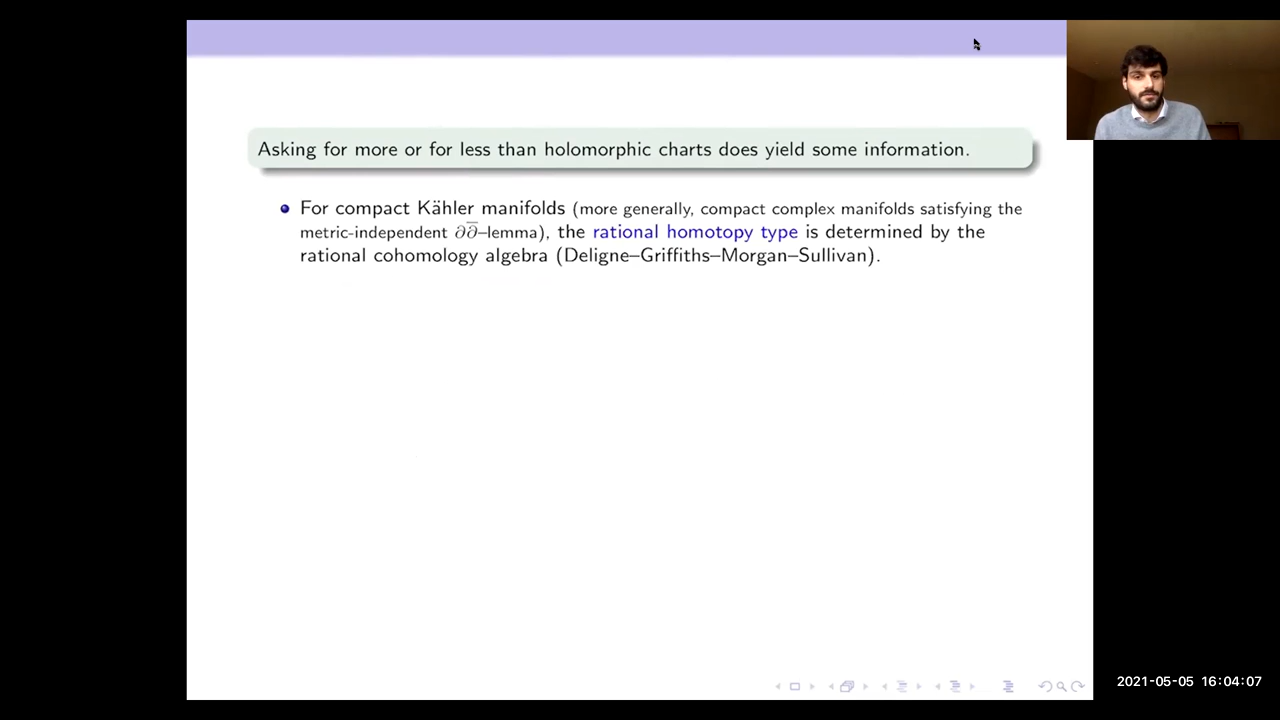 Asking for more or for less than holomorphic charts does yield some information.
For compact Kähler manifolds (more generally, compact complex manifolds satisfying the
metric-independent ∂∂̅–lemma), the rational homotopy type is determined by the
rational cohomology algebra (Deligne–Griffiths–Morgan–Sullivan).
2021-05-05 16:04:07